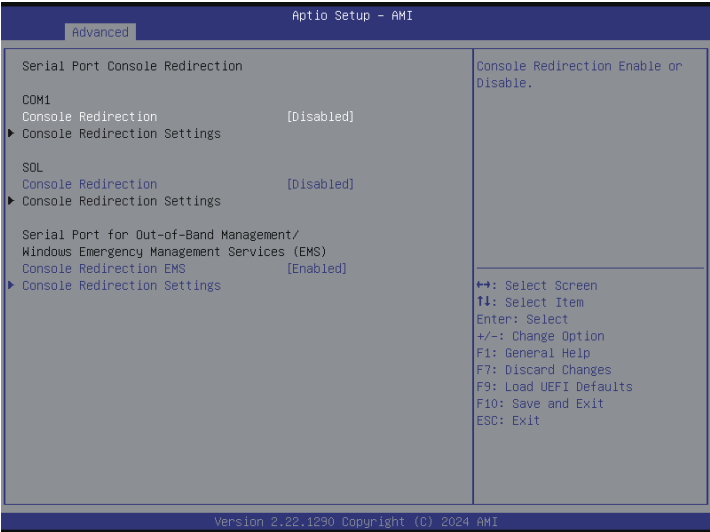 Aptio Setup – AMI
Advanced
Serial Port Console Redirection
COM1
Console Redirection [Disabled]
Console Redirection Settings
SOL
Console Redirection [Disabled]
Console Redirection Settings
Serial Port for Out-of-Band Management/
Windows Emergency Management Services (EMS)
Console Redirection EMS [Enabled]
Console Redirection Settings
Console Redirection Enable or
Disable.
↔: Select Screen
↑↓: Select Item
Enter: Select
+/-: Change Option
F1: General Help
F7: Discard Changes
F9: Load UEFI Defaults
F10: Save and Exit
ESC: Exit
Version 2.22.1290 Copyright (C) 2024 AMI